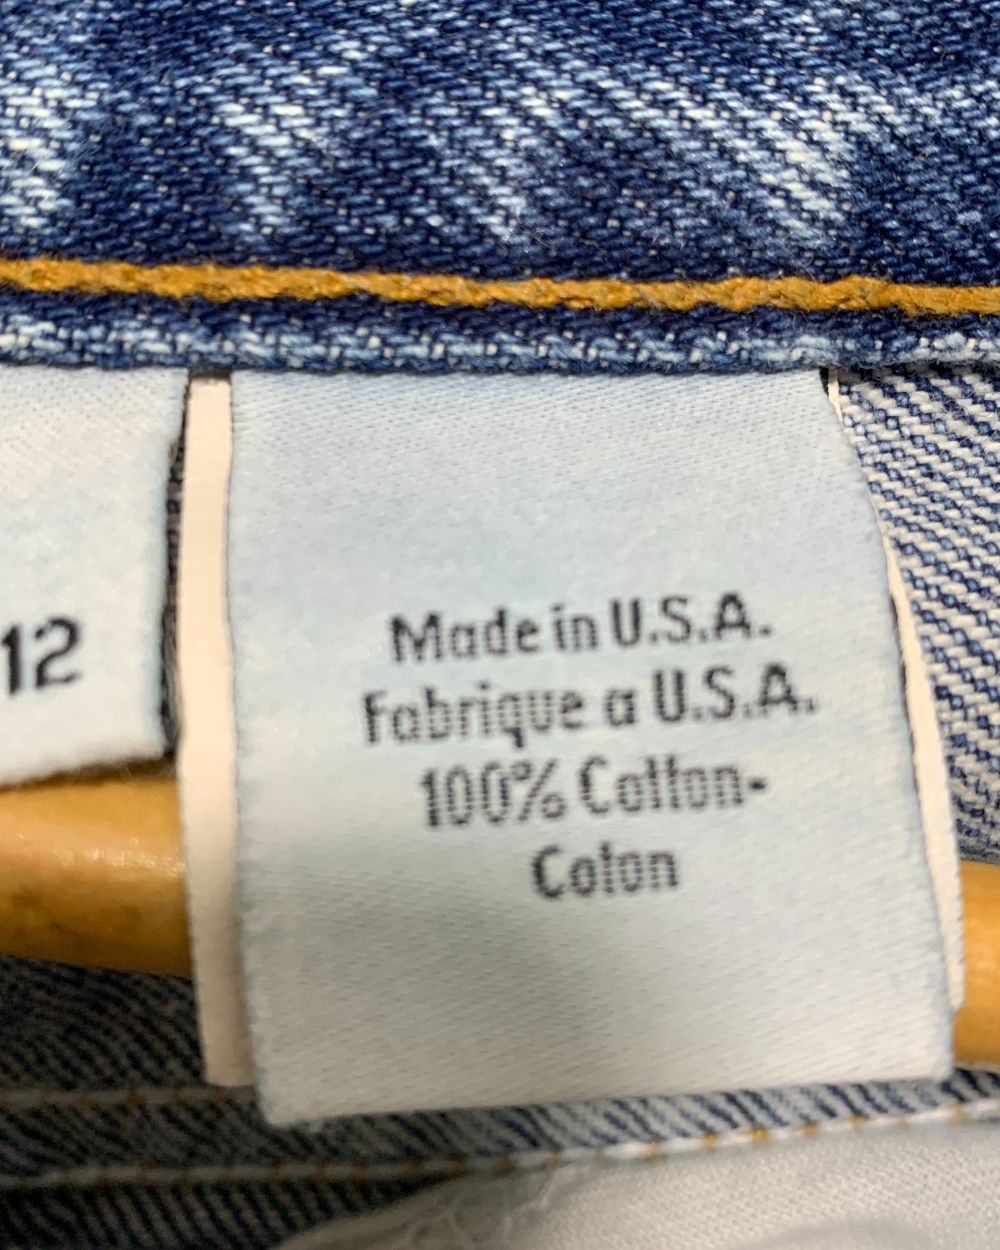 12
Made in U.S.A.
Fabrique a U.S.A.
100% Cotton-
Coton